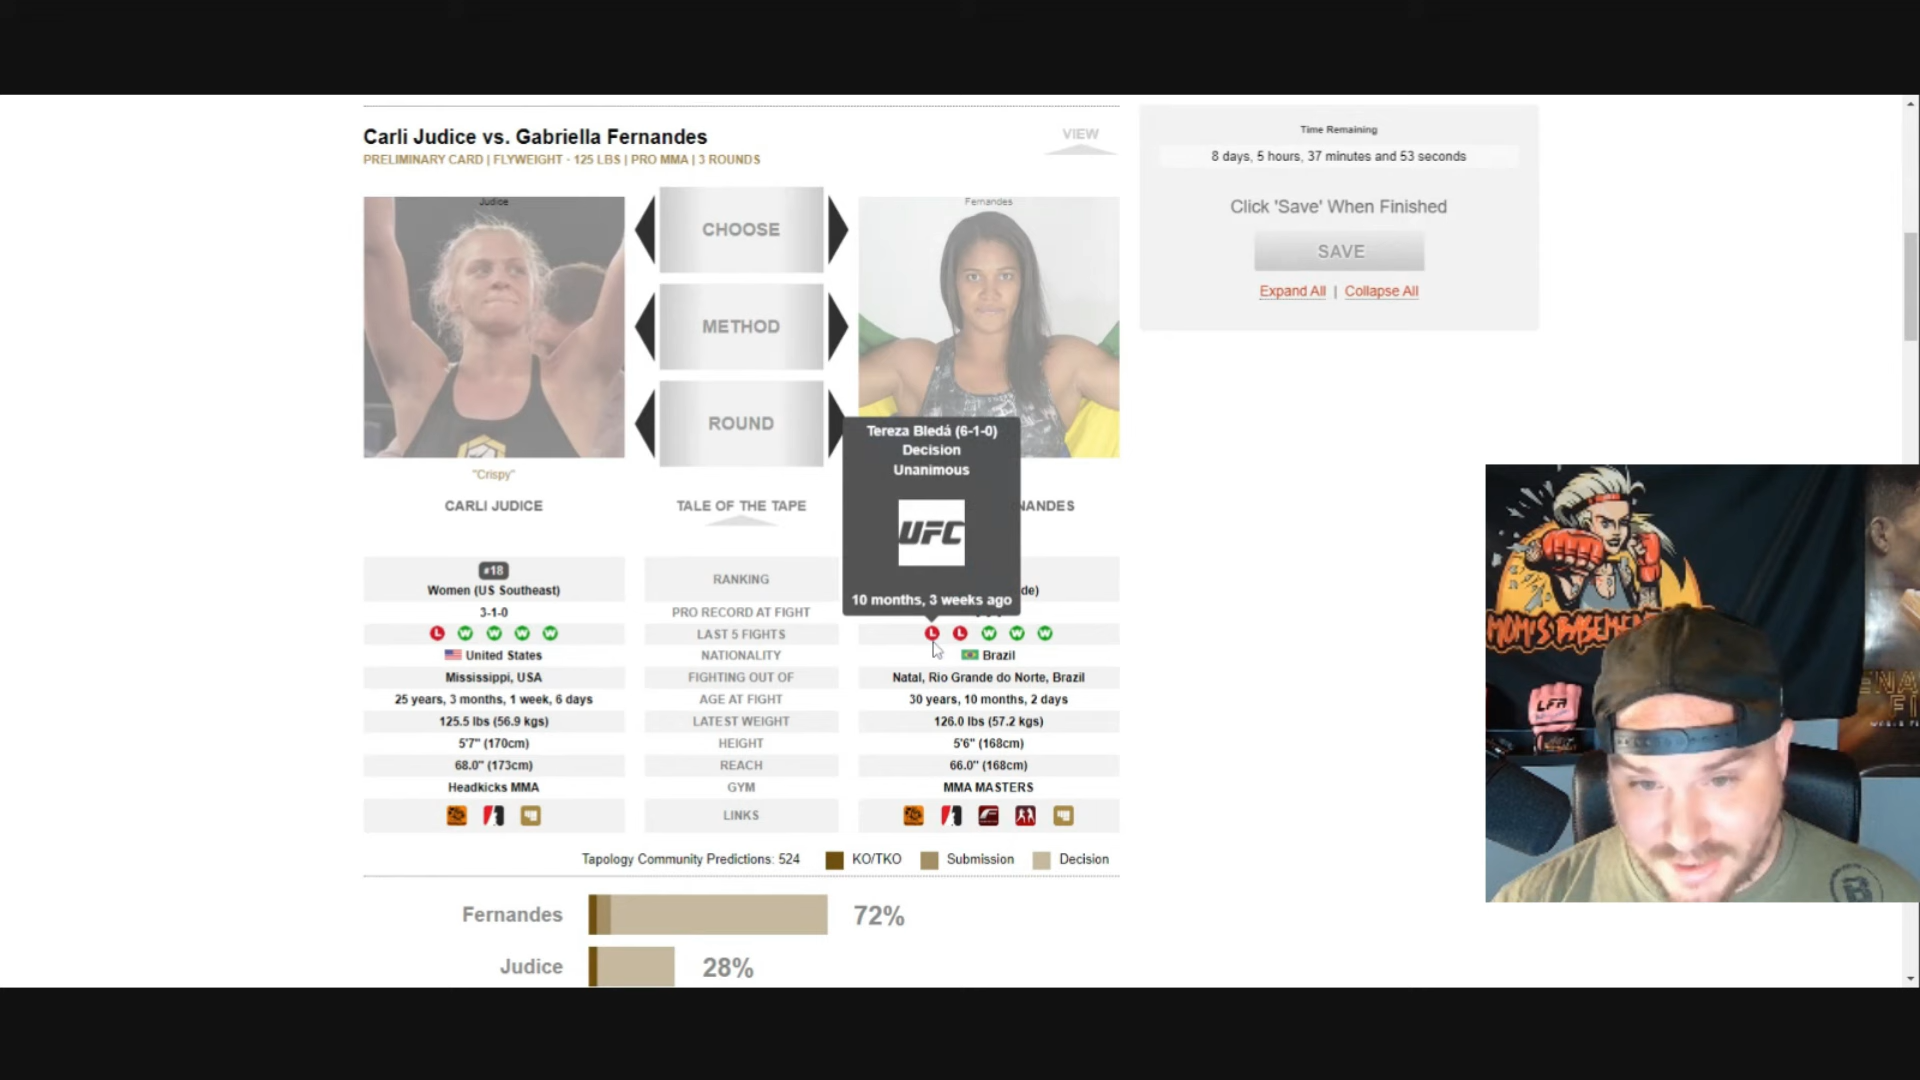 Carli Judice vs. Gabriella Fernandes
PRELIMINARY CARD | FLYWEIGHT · 125 LBS | PRO MMA | 3 ROUNDS
VIEW
Time Remaining
8 days, 5 hours, 37 minutes and 53 seconds
Click 'Save' When Finished
SAVE
Expand All | Collapse All
Judice
CHOOSE
Fernandes
METHOD
ROUND
Tereza Bledá (6-1-0)
Decision
Unanimous
UFC
10 months, 3 weeks ago
"Crispy"
CARLI JUDICE
TALE OF THE TAPE
NANDES
#18
Women (US Southeast)
RANKING
de)
3-1-0
PRO RECORD AT FIGHT
L W W W W
LAST 5 FIGHTS
L L W W W
United States
NATIONALITY
Brazil
Mississippi, USA
FIGHTING OUT OF
Natal, Rio Grande do Norte, Brazil
25 years, 3 months, 1 week, 6 days
AGE AT FIGHT
30 years, 10 months, 2 days
125.5 lbs (56.9 kgs)
LATEST WEIGHT
126.0 lbs (57.2 kgs)
5'7" (170cm)
HEIGHT
5'6" (168cm)
68.0" (173cm)
REACH
66.0" (168cm)
Headkicks MMA
GYM
MMA MASTERS
LINKS
Tapology Community Predictions: 524
KO/TKO
Submission
Decision
Fernandes
72%
Judice
28%
MOM'S BASEME
LFA